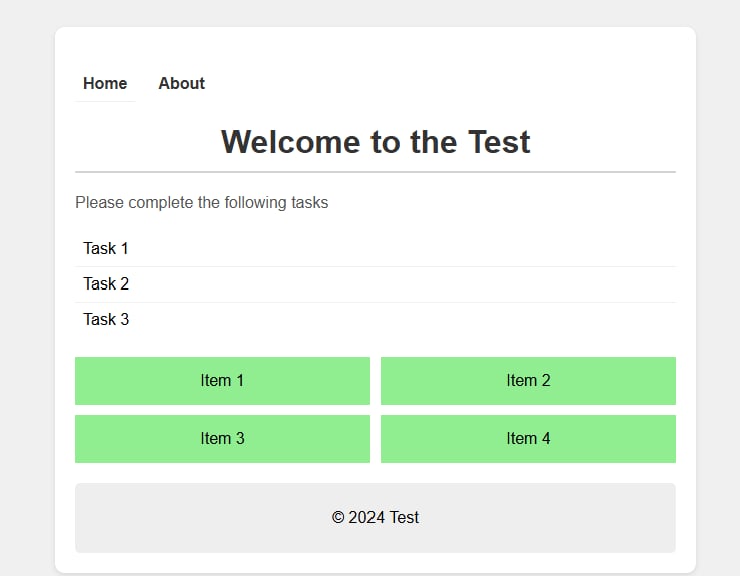 Home About
Welcome to the Test
Please complete the following tasks
Task 1
Task 2
Task 3
Item 1 Item 2
Item 3 Item 4
© 2024 Test